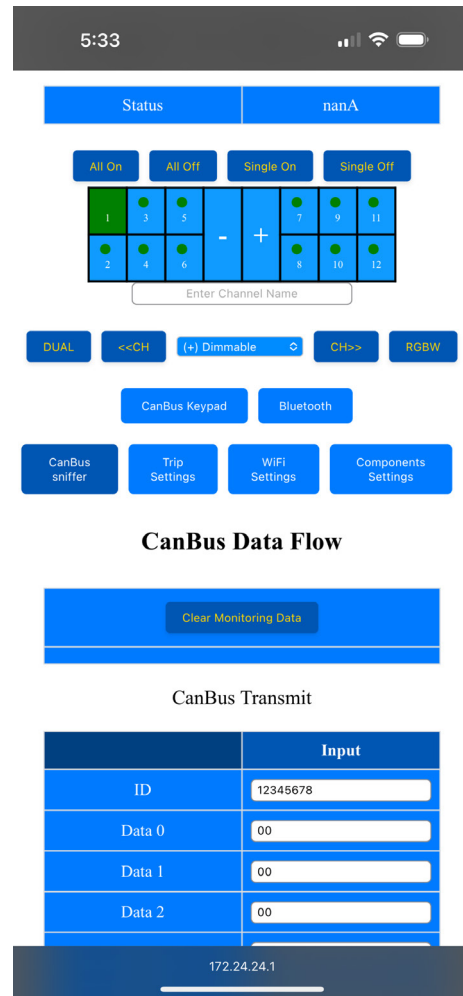 5:33
Status nanA
All On All Off Single On Single Off
1 3 5 - + 7 9 11
2 4 6 8 10 12
Enter Channel Name
DUAL <<CH (+) Dimmable CH>> RGBW
CanBus Keypad Bluetooth
CanBus Trip WiFi Components
sniffer Settings Settings Settings
CanBus Data Flow
Clear Monitoring Data
CanBus Transmit
Input
ID 12345678
Data 0 00
Data 1 00
Data 2 00
172.24.24.1